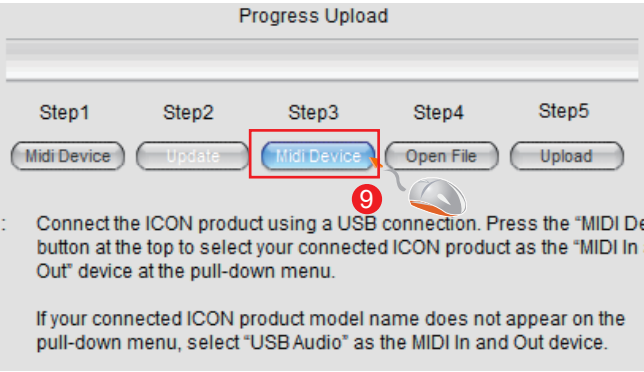 Progress Upload
Step1 Step2 Step3 Step4 Step5
Midi Device Update Midi Device Open File Upload
9
: Connect the ICON product using a USB connection. Press the “MIDI De
button at the top to select your connected ICON product as the “MIDI In
Out” device at the pull-down menu.
If your connected ICON product model name does not appear on the
pull-down menu, select “USB Audio” as the MIDI In and Out device.